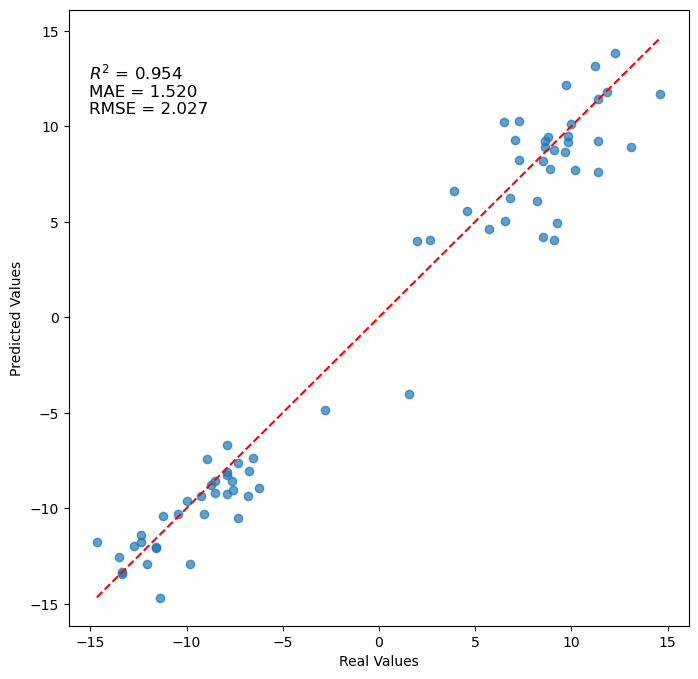 R² = 0.954
MAE = 1.520
RMSE = 2.027
15
10
5
0
−5
−10
−15
Predicted Values
−15 −10 −5 0 5 10 15
Real Values